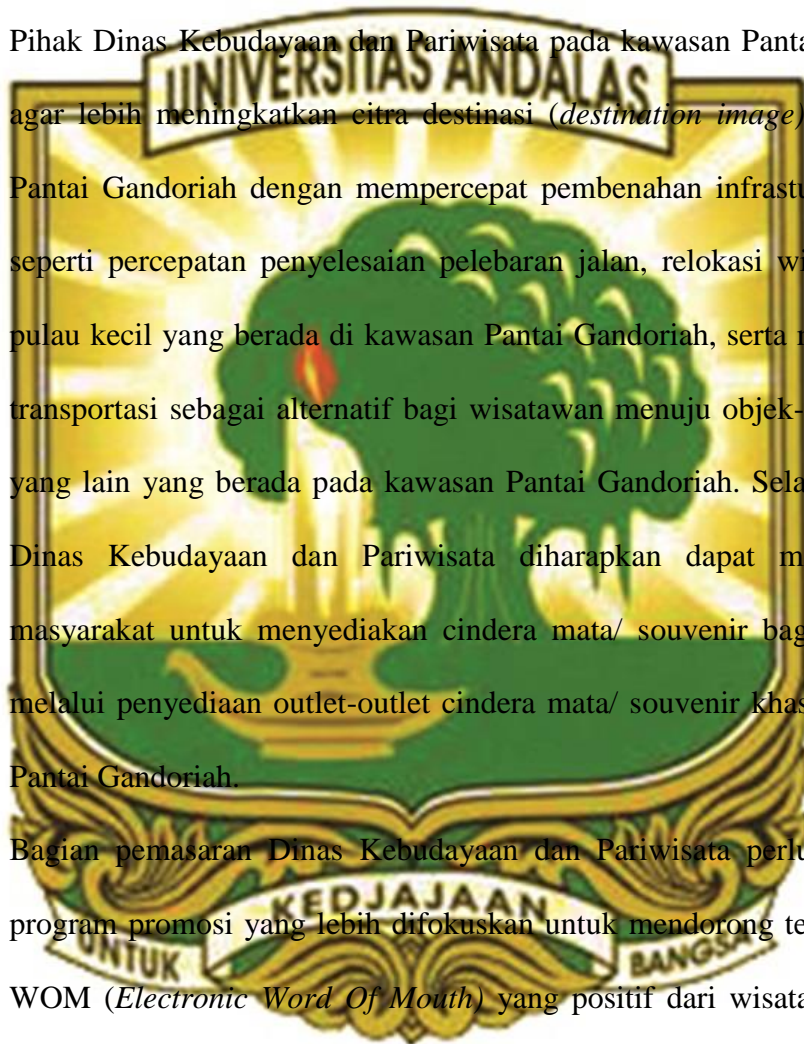 Pihak Dinas Kebudayaan dan Pariwisata pada kawasan Panta
UNIVERSITAS ANDALAS
agar lebih meningkatkan citra destinasi (destination image)
Pantai Gandoriah dengan mempercepat pembenahan infrastu
seperti percepatan penyelesaian pelebaran jalan, relokasi wi
pulau kecil yang berada di kawasan Pantai Gandoriah, serta
transportasi sebagai alternatif bagi wisatawan menuju objek-
yang lain yang berada pada kawasan Pantai Gandoriah. Sela
Dinas Kebudayaan dan Pariwisata diharapkan dapat m
masyarakat untuk menyediakan cindera mata/ souvenir bag
melalui penyediaan outlet-outlet cindera mata/ souvenir khas
Pantai Gandoriah.
Bagian pemasaran Dinas Kebudayaan dan Pariwisata perlu
KEDJAJAAN
program promosi yang lebih difokuskan untuk mendorong te
UNTUK BANGSA
WOM (Electronic Word Of Mouth) yang positif dari wisata